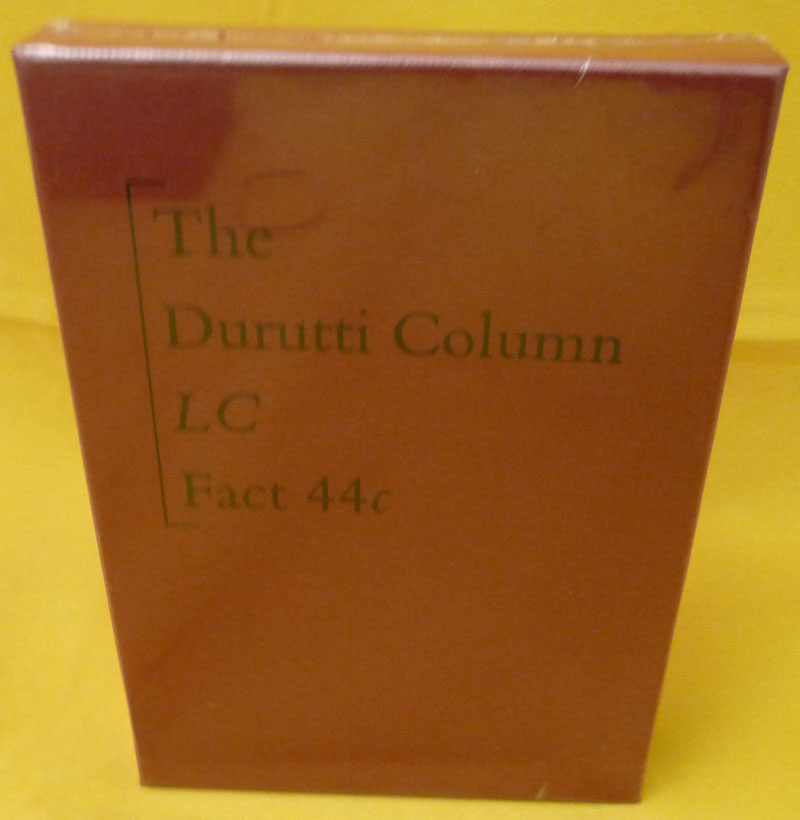 The
Durutti Column
LC
Fact 44c